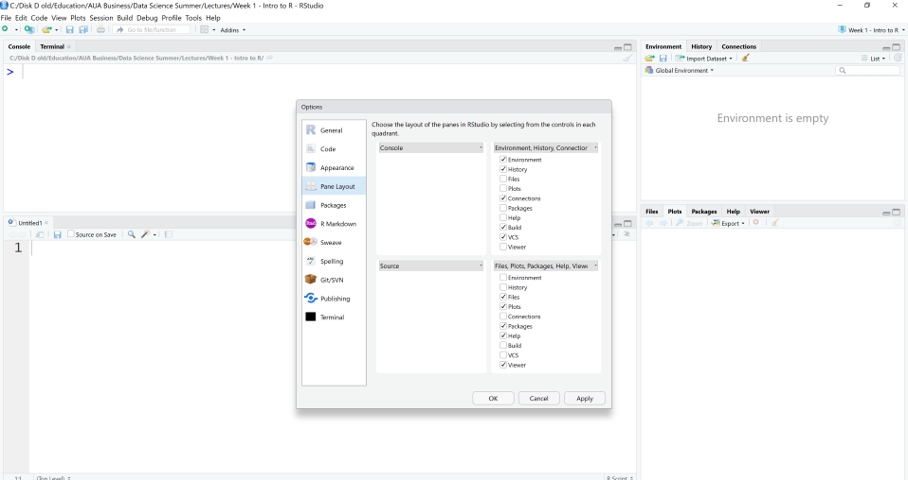 C:/Disk D old/Education/AUA Business/Data Science Summer/Lectures/Week 1 - Intro to R - RStudio
File Edit Code View Plots Session Build Debug Profile Tools Help
Go to file/function
Addins
Week 1 - Intro to R
Console Terminal
C:/Disk D old/Education/AUA Business/Data Science Summer/Lectures/Week 1 - Intro to R/
>
Environment History Connections
Import Dataset
List
Global Environment
Environment is empty
Options
General
Code
Appearance
Pane Layout
Packages
R Markdown
Sweave
Spelling
Git/SVN
Publishing
Terminal
Choose the layout of the panes in RStudio by selecting from the controls in each
quadrant.
Console
Environment, History, Connection
Environment
History
Files
Plots
Connections
Packages
Help
Build
VCS
Viewer
Source
Files, Plots, Packages, Help, Viewe
Environment
History
Files
Plots
Connections
Packages
Help
Build
VCS
Viewer
OK Cancel Apply
Untitled1
Source on Save
1
Files Plots Packages Help Viewer
Zoom Export
1:1 (Top Level) R Script